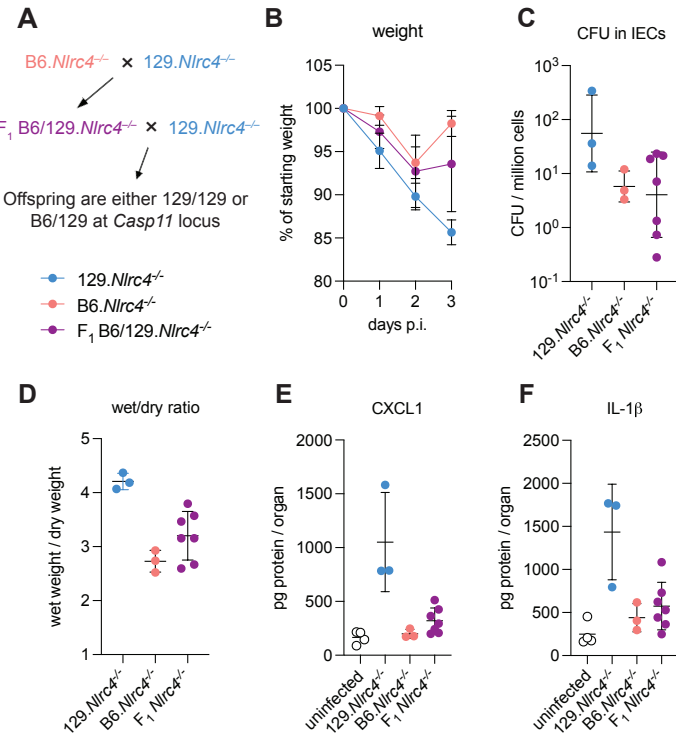 A
B6.Nlrc4–/– × 129.Nlrc4–/–
F1 B6/129.Nlrc4–/– × 129.Nlrc4–/–
Offspring are either 129/129 or
B6/129 at Casp11 locus
129.Nlrc4-/-
B6.Nlrc4-/-
F1 B6/129.Nlrc4-/-
B
weight
% of starting weight
105
100
95
90
85
80
0 1 2 3
days p.i.
C
CFU in IECs
CFU / million cells
10³
10²
10¹
10⁰
10⁻¹
129.Nlrc4-/-
B6.Nlrc4-/-
F1 Nlrc4-/-
D
wet/dry ratio
wet weight / dry weight
5
4
3
2
1
129.Nlrc4-/-
B6.Nlrc4-/-
F1 Nlrc4-/-
E
CXCL1
pg protein / organ
2000
1500
1000
500
0
uninfected
129.Nlrc4-/-
B6.Nlrc4-/-
F1 Nlrc4-/-
F
IL-1β
pg protein / organ
2500
2000
1500
1000
500
0
uninfected
129.Nlrc4-/-
B6.Nlrc4-/-
F1 Nlrc4-/-